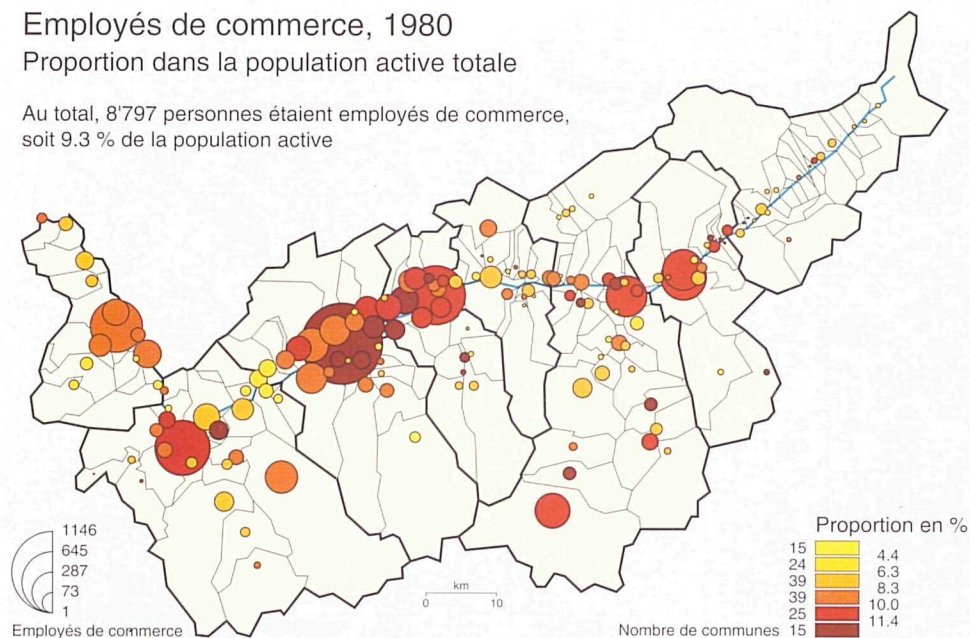 Employés de commerce, 1980
Proportion dans la population active totale
Au total, 8'797 personnes étaient employés de commerce,
soit 9.3 % de la population active
1146
645
287
73
1
Employés de commerce
km
0 10
Proportion en %
15
4.4
24
6.3
39
8.3
39
10.0
25
11.4
15
Nombre de communes